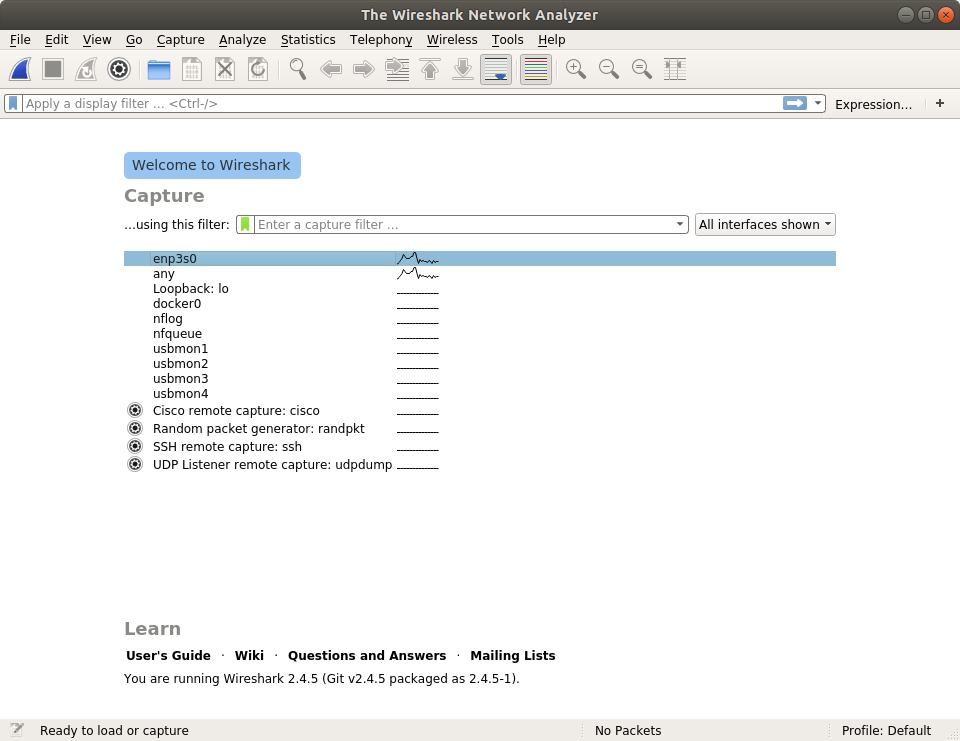 The Wireshark Network Analyzer
File Edit View Go Capture Analyze Statistics Telephony Wireless Tools Help
Apply a display filter ... <Ctrl-/> Expression... +
Welcome to Wireshark
Capture
...using this filter: Enter a capture filter ... All interfaces shown
enp3s0
any
Loopback: lo
docker0
nflog
nfqueue
usbmon1
usbmon2
usbmon3
usbmon4
Cisco remote capture: cisco
Random packet generator: randpkt
SSH remote capture: ssh
UDP Listener remote capture: udpdump
Learn
User's Guide · Wiki · Questions and Answers · Mailing Lists
You are running Wireshark 2.4.5 (Git v2.4.5 packaged as 2.4.5-1).
Ready to load or capture No Packets Profile: Default